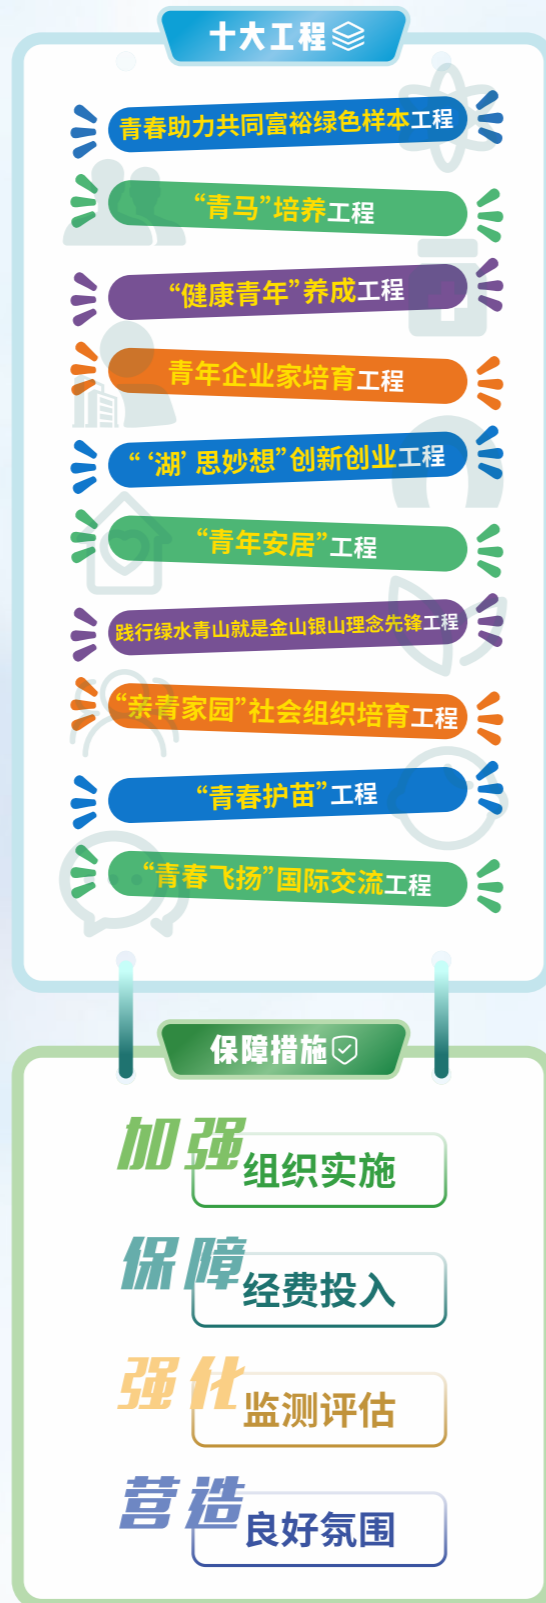 十大工程
青春助力共同富裕绿色样本工程
“青马”培养工程
“健康青年”养成工程
青年企业家培育工程
“‘湖’思妙想”创新创业工程
“青年安居”工程
践行绿水青山就是金山银山理念先锋工程
“亲青家园”社会组织培育工程
“青春护苗”工程
“青春飞扬”国际交流工程
保障措施
加强
组织实施
保障
经费投入
强化
监测评估
营造
良好氛围